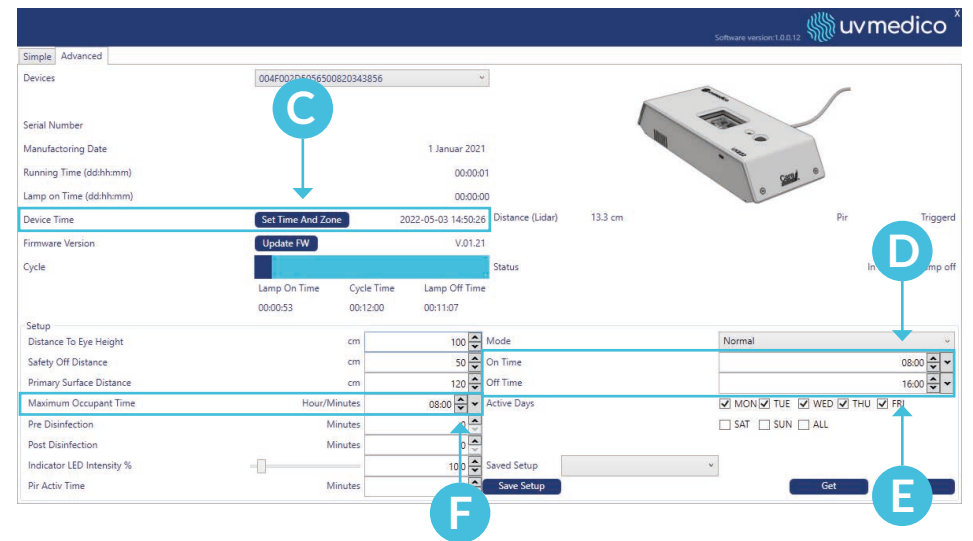 X
uvmedico
Software version:1.0.0.12
Simple Advanced
Devices
C
Serial Number
Manufactoring Date 1 Januar 2021
Running Time (dd:hh:mm) 00:00:01
Lamp on Time (dd:hh:mm) 00:00:00
Device Time Set Time And Zone 2022-05-03 14:50:26 Distance (Lidar) 13.3 cm Pir Triggerd
Firmware Version Update FW V.01.21
D
Cycle Status In off
Lamp On Time Cycle Time Lamp Off Time
00:00:53 00:12:00 00:11:07
Setup
Distance To Eye Height cm 100 Mode Normal
Safety Off Distance cm 50 On Time 08:00
Primary Surface Distance cm 120 Off Time 16:00
Maximum Occupant Time Hour/Minutes 08:00 Active Days MON TUE WED THU FRI
Pre Disinfection Minutes SAT SUN ALL
Post Disinfection Minutes 0
Indicator LED Intensity % Saved Setup
Pir Activ Time Minutes Save Setup Get
F E